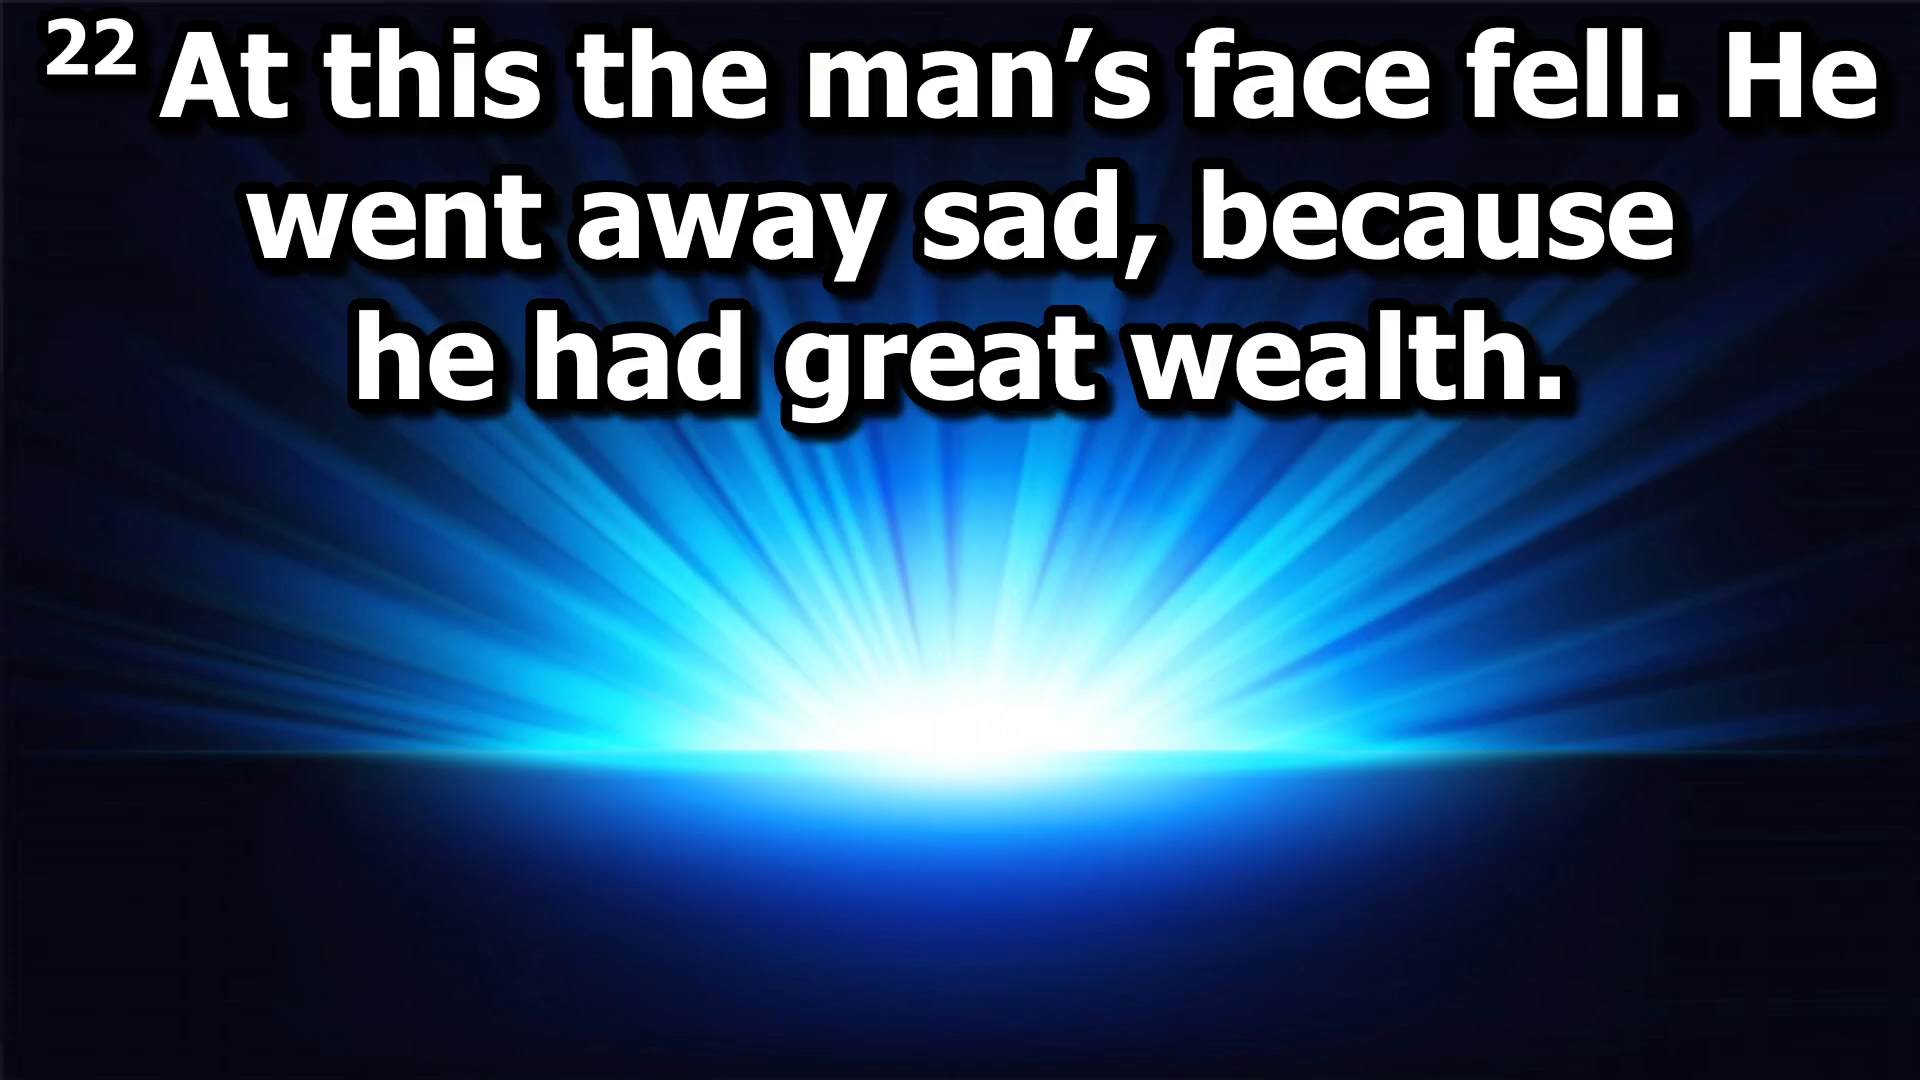 22 At this the man’s face fell. He
went away sad, because
he had great wealth.